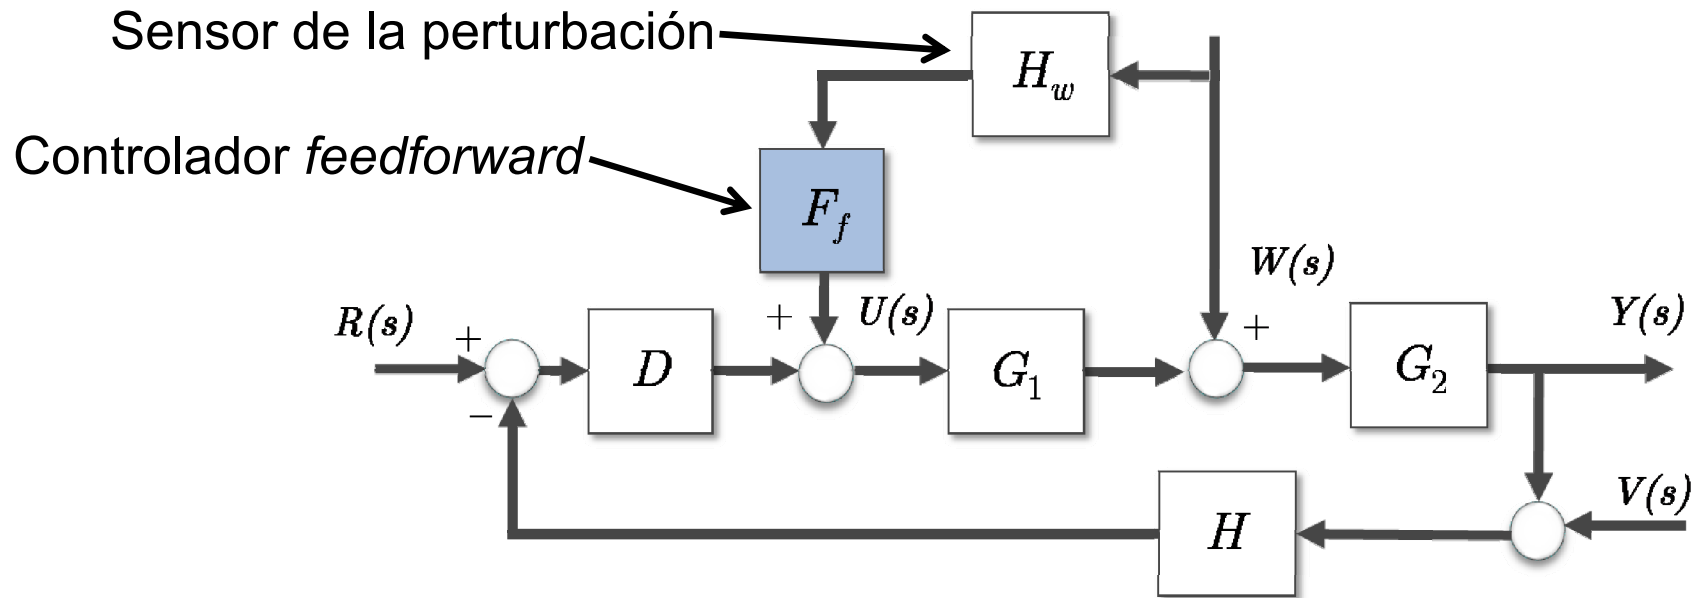 Sensor de la perturbación
H_w
Controlador feedforward
F_f
W(s)
R(s)
+
+
U(s)
+
Y(s)
D
G_1
G_2
−
V(s)
H